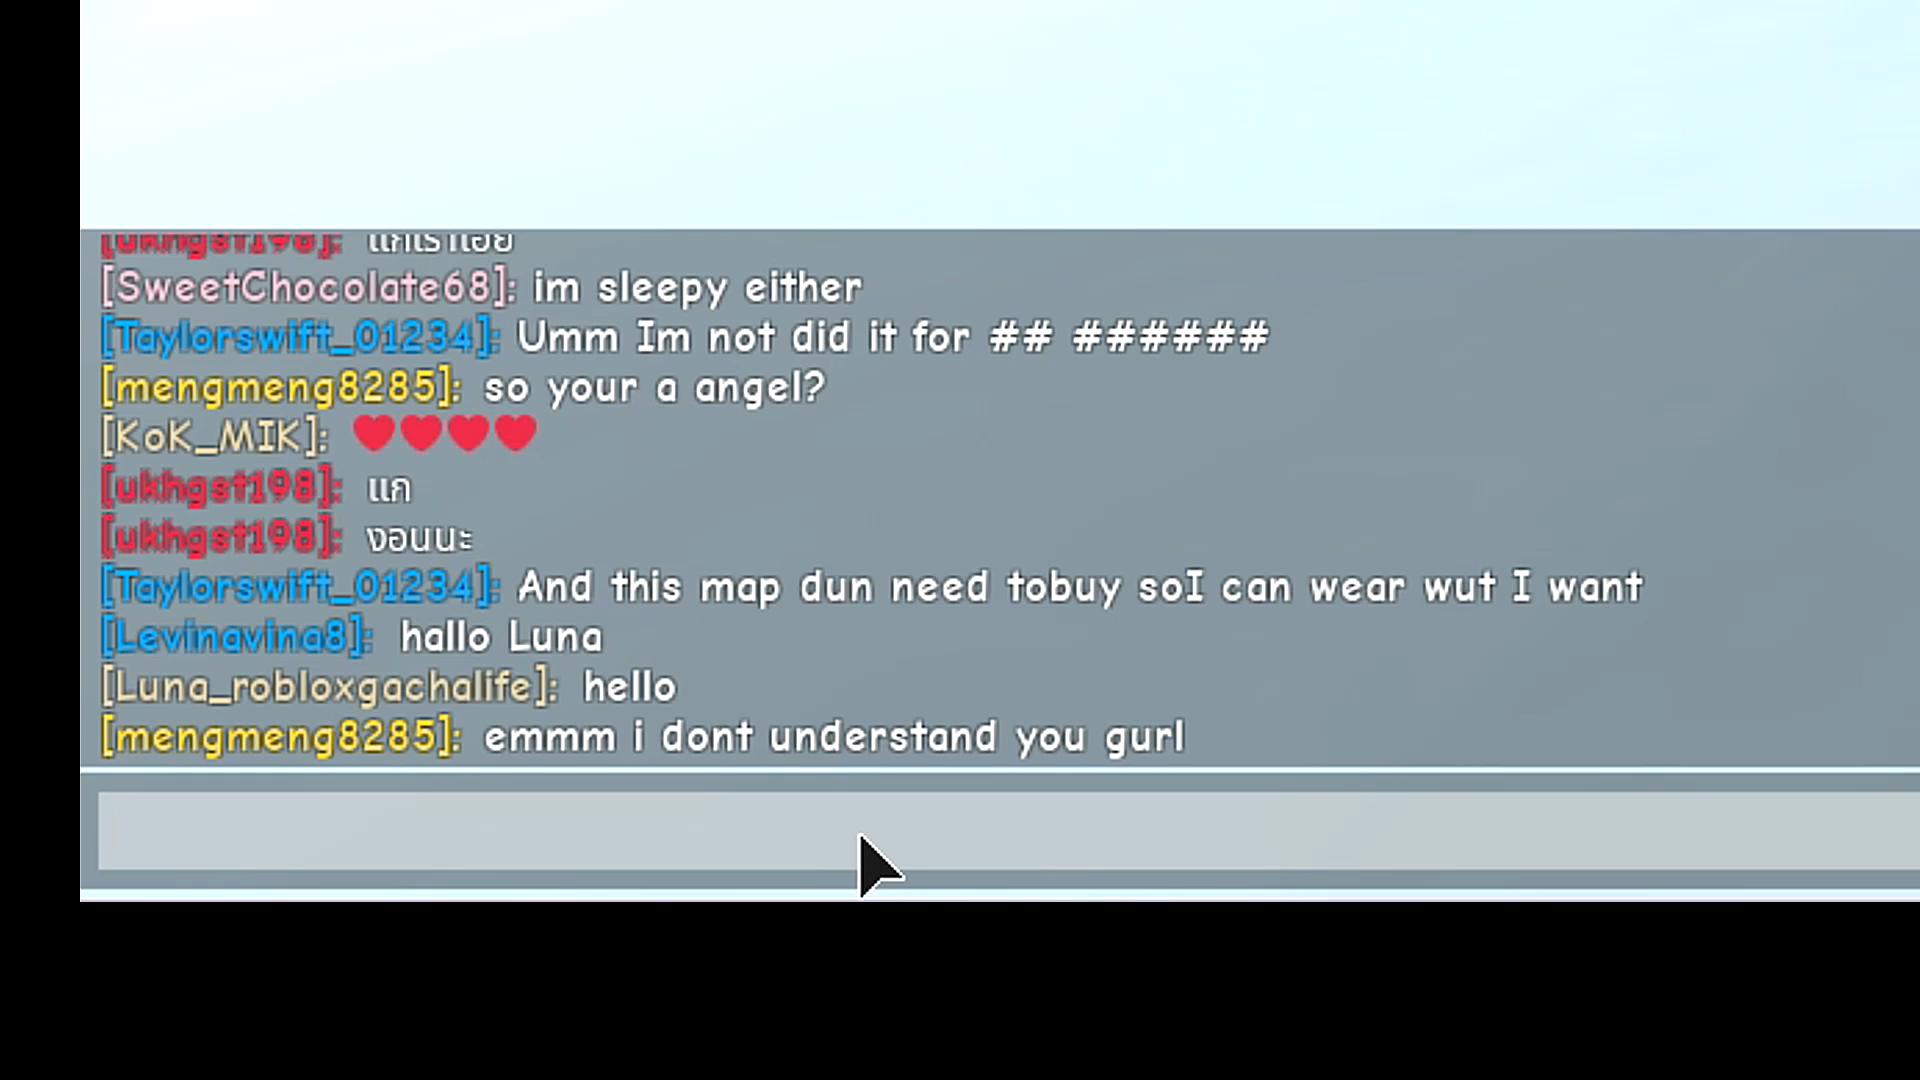 [ukhgst198]:
[SweetChocolate68]: im sleepy either
[Taylorswift_01234]: Umm Im not did it for ## ######
[mengmeng8285]: so your a angel?
[KoK_MIK]: ❤❤❤❤
[ukhgst198]: แก
[ukhgst198]: งอนนะ
[Taylorswift_01234]: And this map dun need tobuy soI can wear wut I want
[Levinavina8]: hallo Luna
[Luna_robloxgachalife]: hello
[mengmeng8285]: emmm i dont understand you gurl